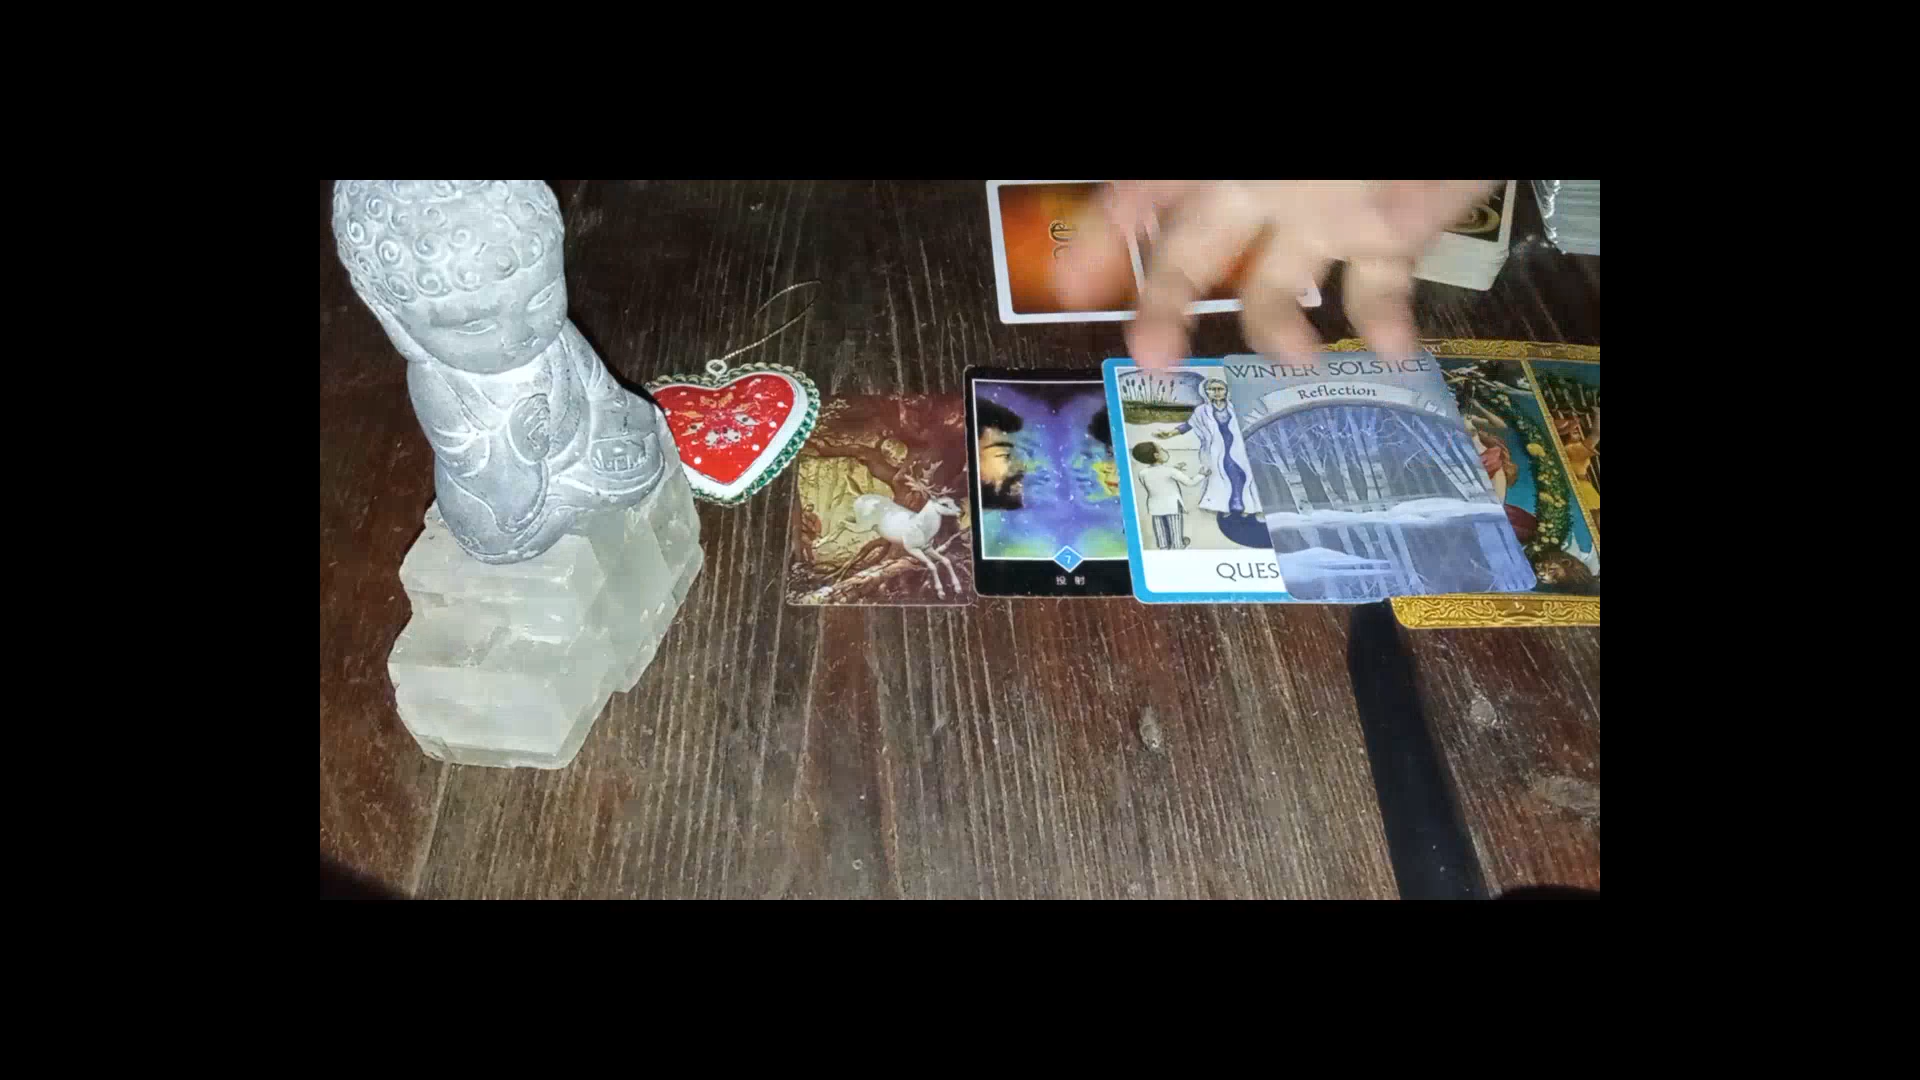 WINTER SOLSTICE
Reflection
7
投射
QUES